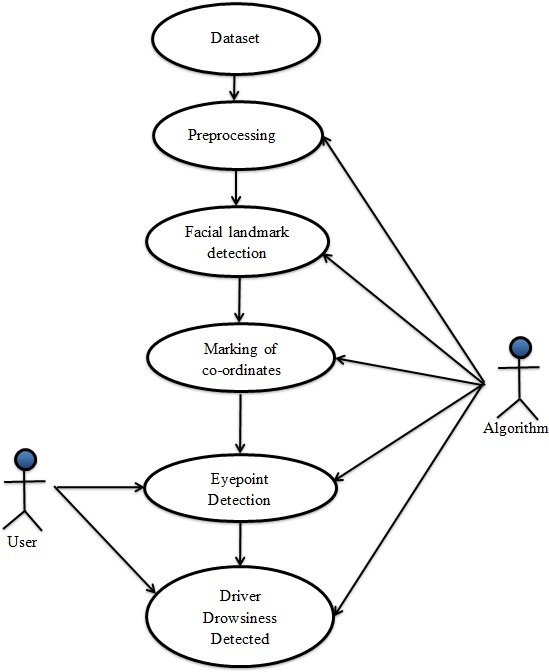 Dataset
Preprocessing
Facial landmark
detection
Marking of
co-ordinates
Algorithm
Eyepoint
Detection
User
Driver
Drowsiness
Detected